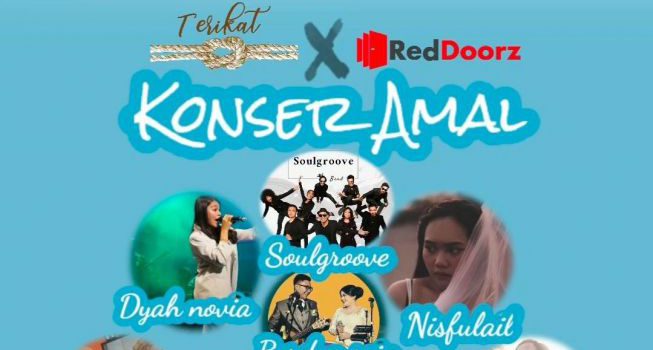 Terikat
X
RedDoorz
KONSER AMAL
Soulgroove
Band
Soulgroove
Dyah novia
Nisfulait